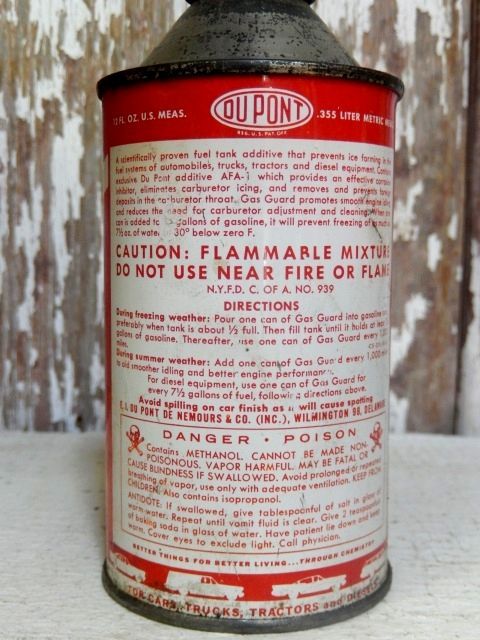 12 FL. OZ. U.S. MEAS.
DU PONT
REG. U.S. PAT. OFF.
.355 LITER METRIC
A scientifically proven fuel tank additive that prevents ice forming in the
fuel systems of automobiles, trucks, tractors and diesel equipment. Contains
exclusive Du Pont additive AFA-1 which provides an effective corrosion
inhibitor, eliminates carburetor icing, and removes and prevents
deposits in the carburetor throat. Gas Guard promotes smooth engine idling
and reduces the need for carburetor adjustment and cleaning. When one
can is added to gallons of gasoline, it will prevent freezing of as much as
7½ oz. of water 30° below zero F.
CAUTION: FLAMMABLE MIXTURE
DO NOT USE NEAR FIRE OR FLAME
N.Y.F.D. C. OF A. NO. 939
DIRECTIONS
During freezing weather: Pour one can of Gas Guard into gasoline
preferably when tank is about ½ full. Then fill tank until it holds at least
gallons of gasoline. Thereafter, use one can of Gas Guard every
miles.
During summer weather: Add one can of Gas Guard every 1,000
to aid smoother idling and better engine performance.
For diesel equipment, use one can of Gas Guard for
every 7½ gallons of fuel, following directions above.
Avoid spilling on car finish as it will cause spotting
E. I. DU PONT DE NEMOURS & CO. (INC.), WILMINGTON 98, DELAWARE
DANGER • POISON
Contains METHANOL. CANNOT BE MADE NON-
POISONOUS. VAPOR HARMFUL. MAY BE FATAL OR
CAUSE BLINDNESS IF SWALLOWED. Avoid prolonged or repeated
breathing of vapor, use only with adequate ventilation. KEEP FROM
CHILDREN. Also contains isopropanol.
ANTIDOTE: If swallowed, give tablespoonful of salt in glass of
warm water. Repeat until vomit fluid is clear. Give 2 teaspoonfuls
of baking soda in glass of water. Have patient lie down and keep
warm. Cover eyes to exclude light. Call physician.
BETTER THINGS FOR BETTER LIVING...THROUGH CHEMISTRY
FOR CARS, TRUCKS, TRACTORS and DIESELS